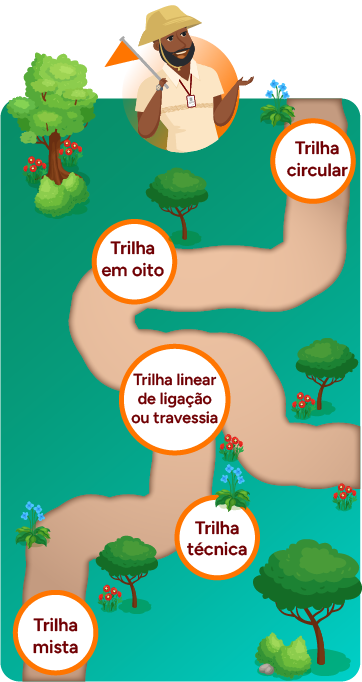 Trilha
circular
Trilha
em oito
Trilha linear
de ligação
ou travessia
Trilha
técnica
Trilha
mista